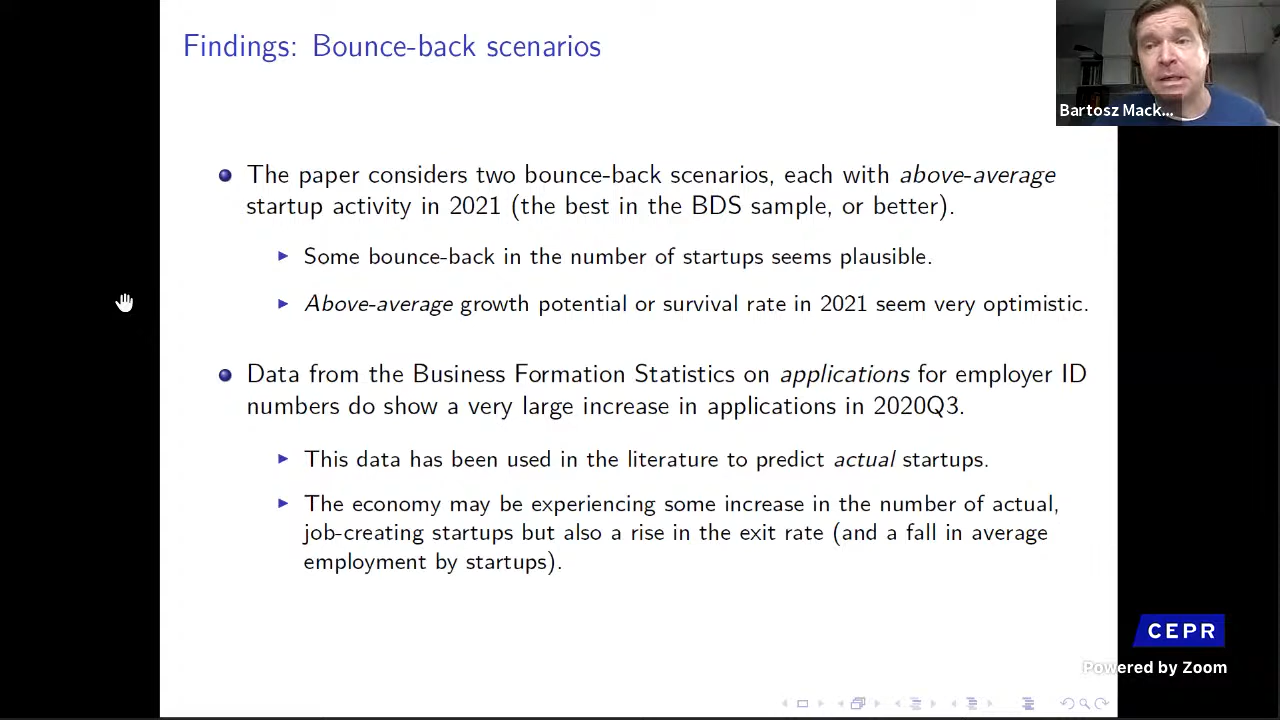 Findings: Bounce-back scenarios
Bartosz Mack...
The paper considers two bounce-back scenarios, each with above-average
startup activity in 2021 (the best in the BDS sample, or better).
Some bounce-back in the number of startups seems plausible.
Above-average growth potential or survival rate in 2021 seem very optimistic.
Data from the Business Formation Statistics on applications for employer ID
numbers do show a very large increase in applications in 2020Q3.
This data has been used in the literature to predict actual startups.
The economy may be experiencing some increase in the number of actual,
job-creating startups but also a rise in the exit rate (and a fall in average
employment by startups).
CEPR
Powered by Zoom